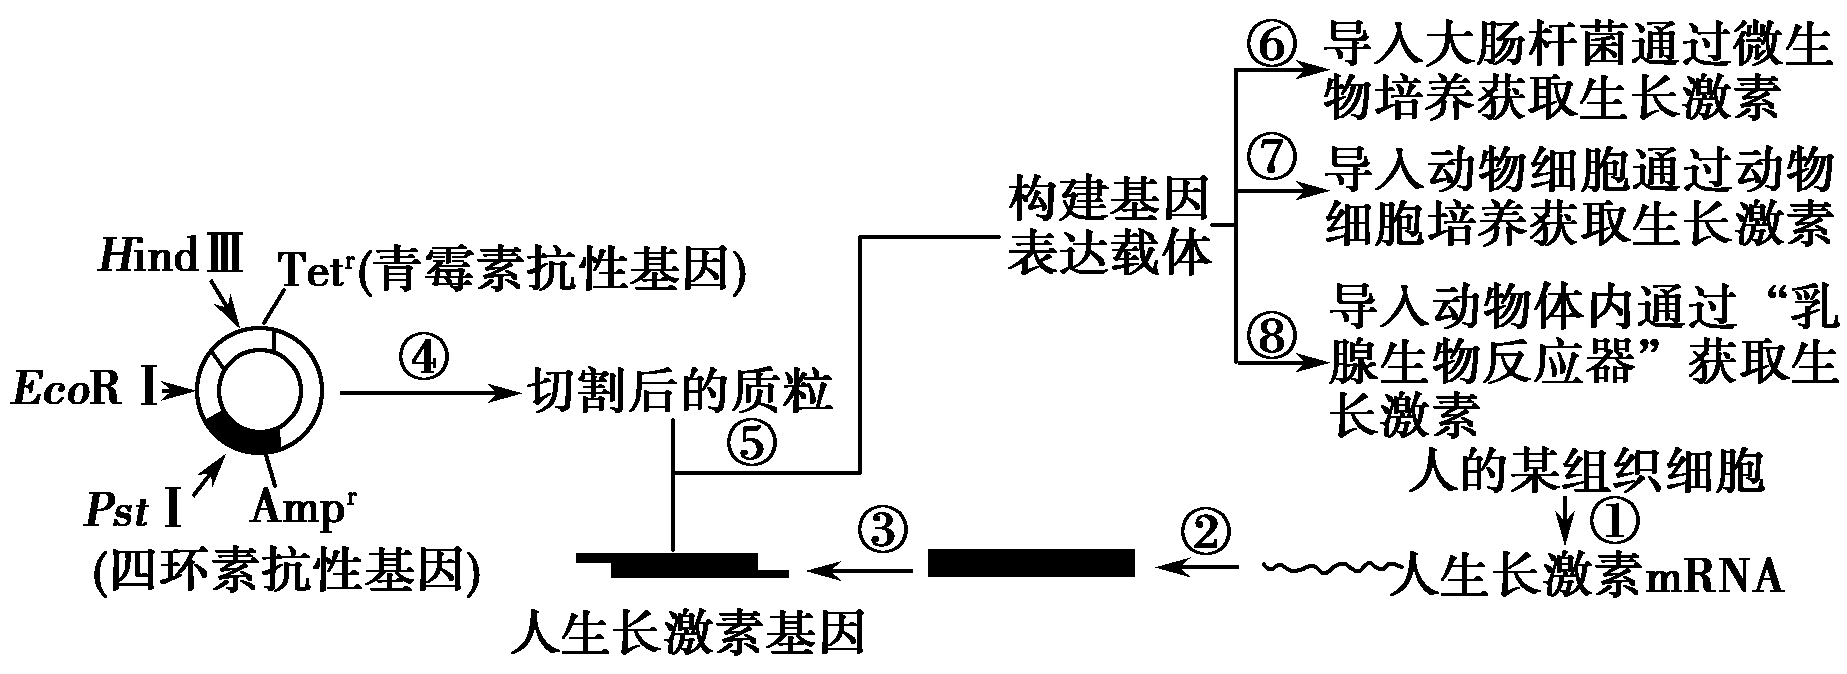 ⑥
导入大肠杆菌通过微生
物培养获取生长激素
⑦
导入动物细胞通过动物
细胞培养获取生长激素
构建基因
表达载体
⑧
导入动物体内通过“乳
腺生物反应器”获取生
长激素
HindⅢ
Tetʳ(青霉素抗性基因)
EcoRⅠ
④
切割后的质粒
⑤
PstⅠ
Ampʳ
(四环素抗性基因)
人的某组织细胞
①
人生长激素mRNA
②
③
人生长激素基因